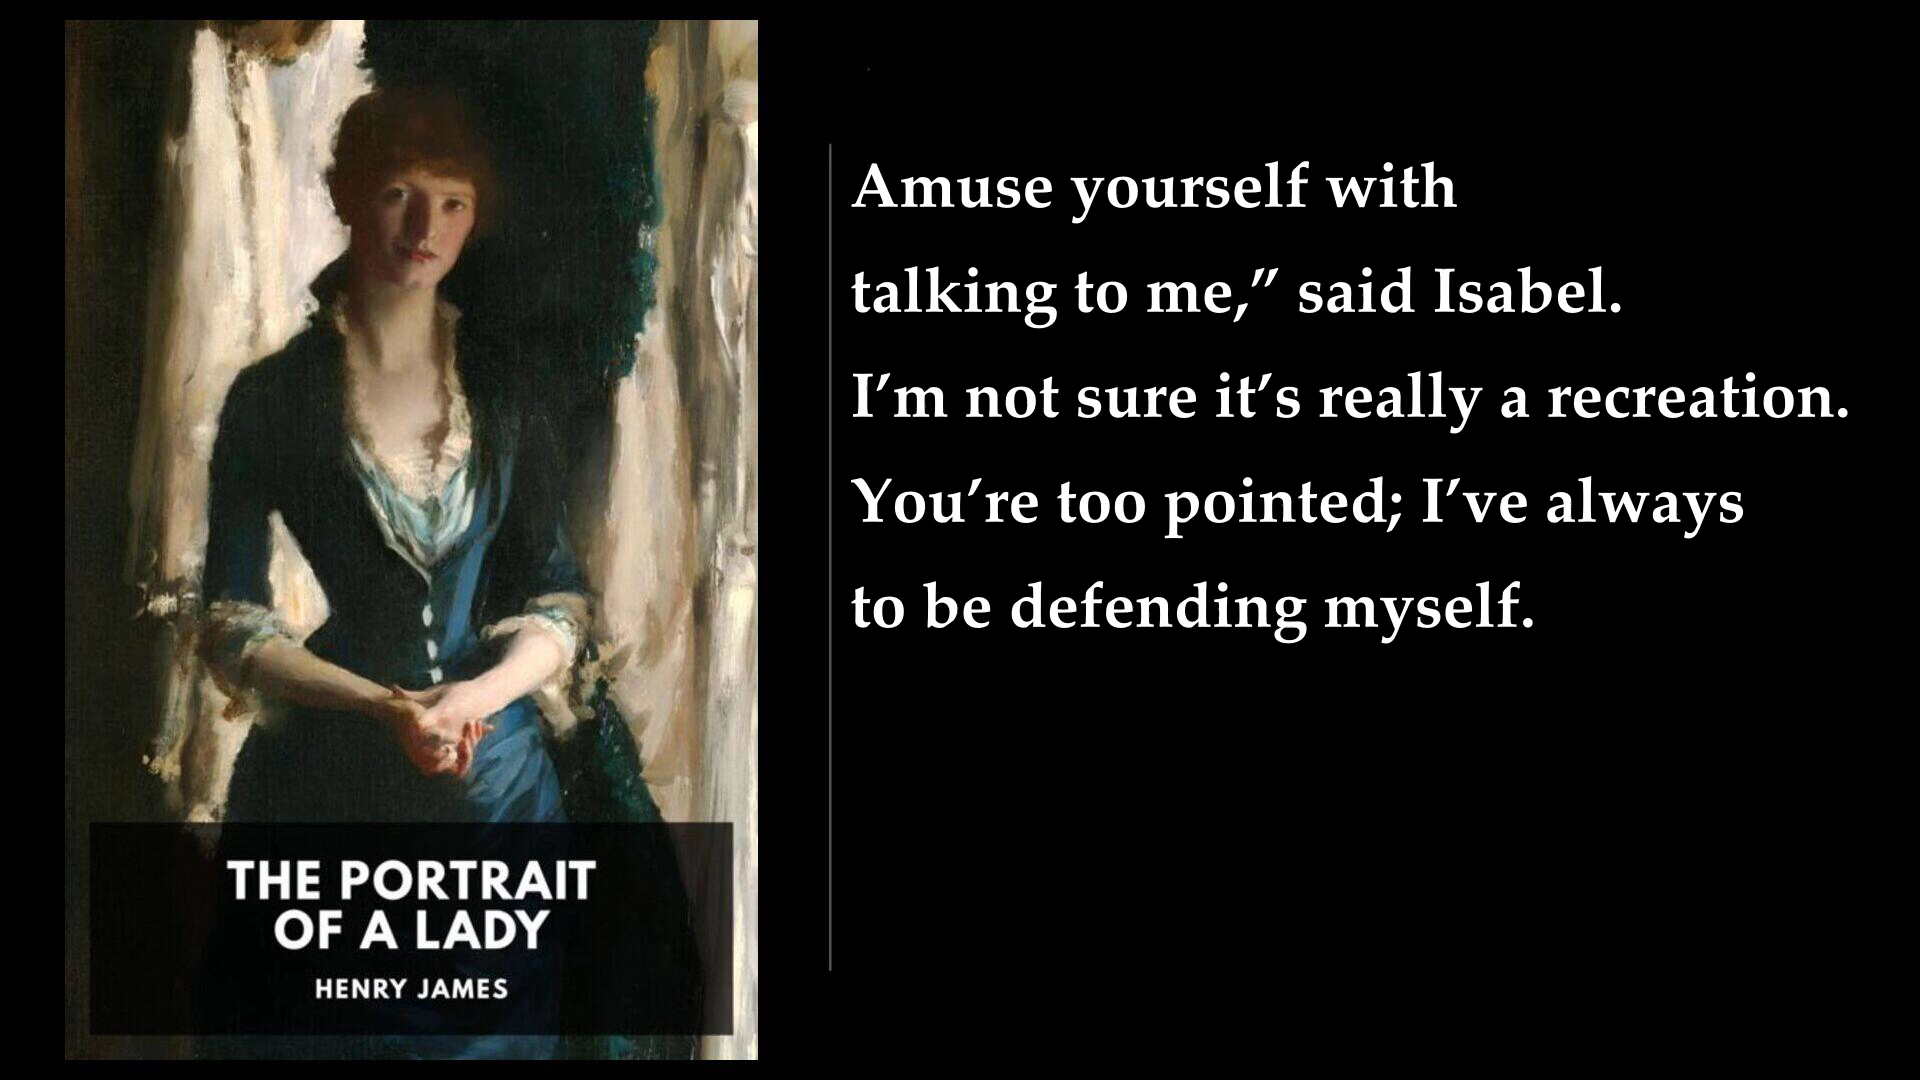 THE PORTRAIT
OF A LADY
HENRY JAMES
Amuse yourself with
talking to me,” said Isabel.
I’m not sure it’s really a recreation.
You’re too pointed; I’ve always
to be defending myself.